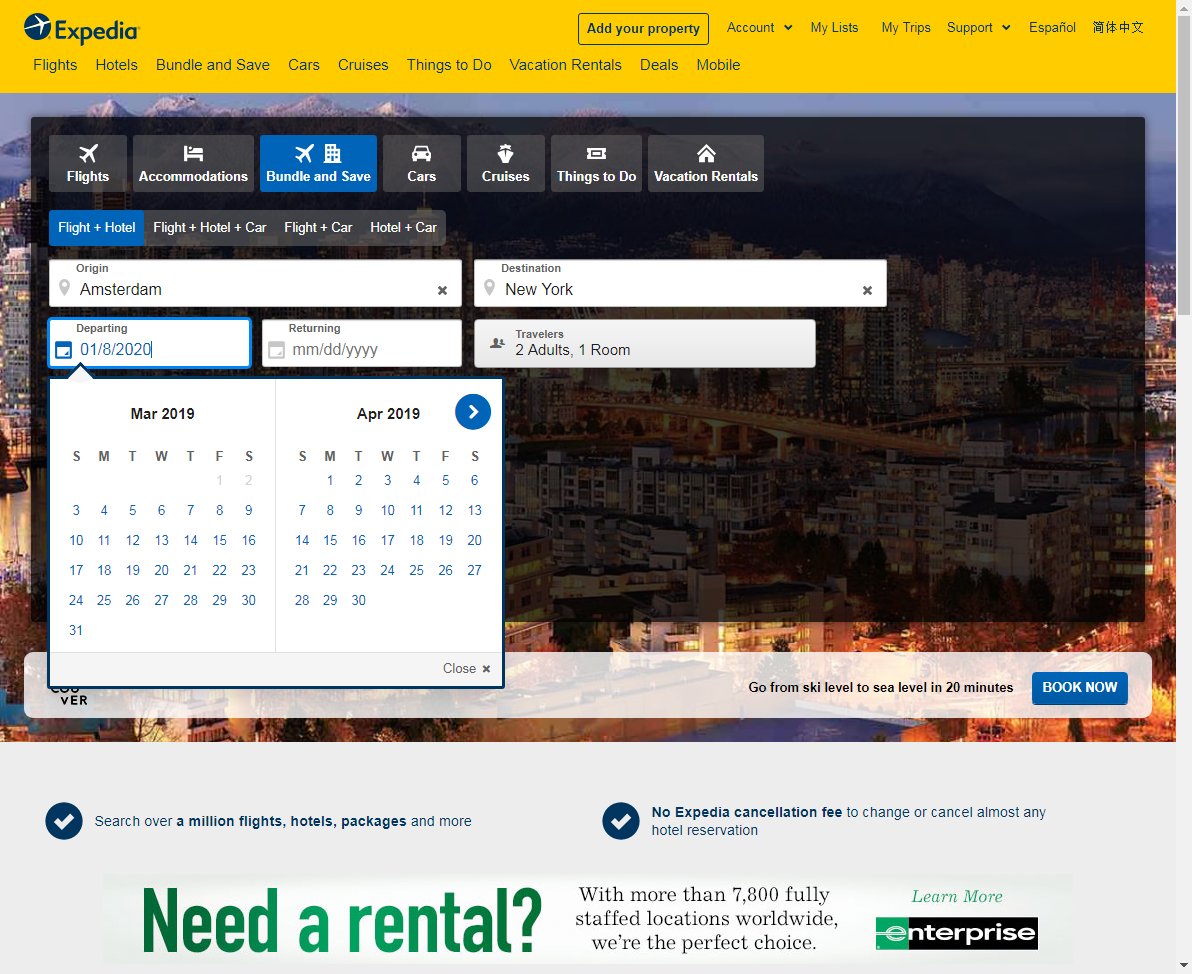 Expedia
Add your property
Account
My Lists
My Trips
Support
Español
简体中文
Flights
Hotels
Bundle and Save
Cars
Cruises
Things to Do
Vacation Rentals
Deals
Mobile
Flights
Accommodations
Bundle and Save
Cars
Cruises
Things to Do
Vacation Rentals
Flight + Hotel
Flight + Hotel + Car
Flight + Car
Hotel + Car
Origin
Amsterdam
Destination
New York
Departing
01/8/2020
Returning
mm/dd/yyyy
Travelers
2 Adults, 1 Room
Mar 2019
S M T W T F S
1 2
3 4 5 6 7 8 9
10 11 12 13 14 15 16
17 18 19 20 21 22 23
24 25 26 27 28 29 30
31
Apr 2019
S M T W T F S
1 2 3 4 5 6
7 8 9 10 11 12 13
14 15 16 17 18 19 20
21 22 23 24 25 26 27
28 29 30
Close
VER
Go from ski level to sea level in 20 minutes
BOOK NOW
Search over a million flights, hotels, packages and more
No Expedia cancellation fee to change or cancel almost any
hotel reservation
Need a rental?
With more than 7,800 fully
staffed locations worldwide,
we're the perfect choice.
Learn More
enterprise